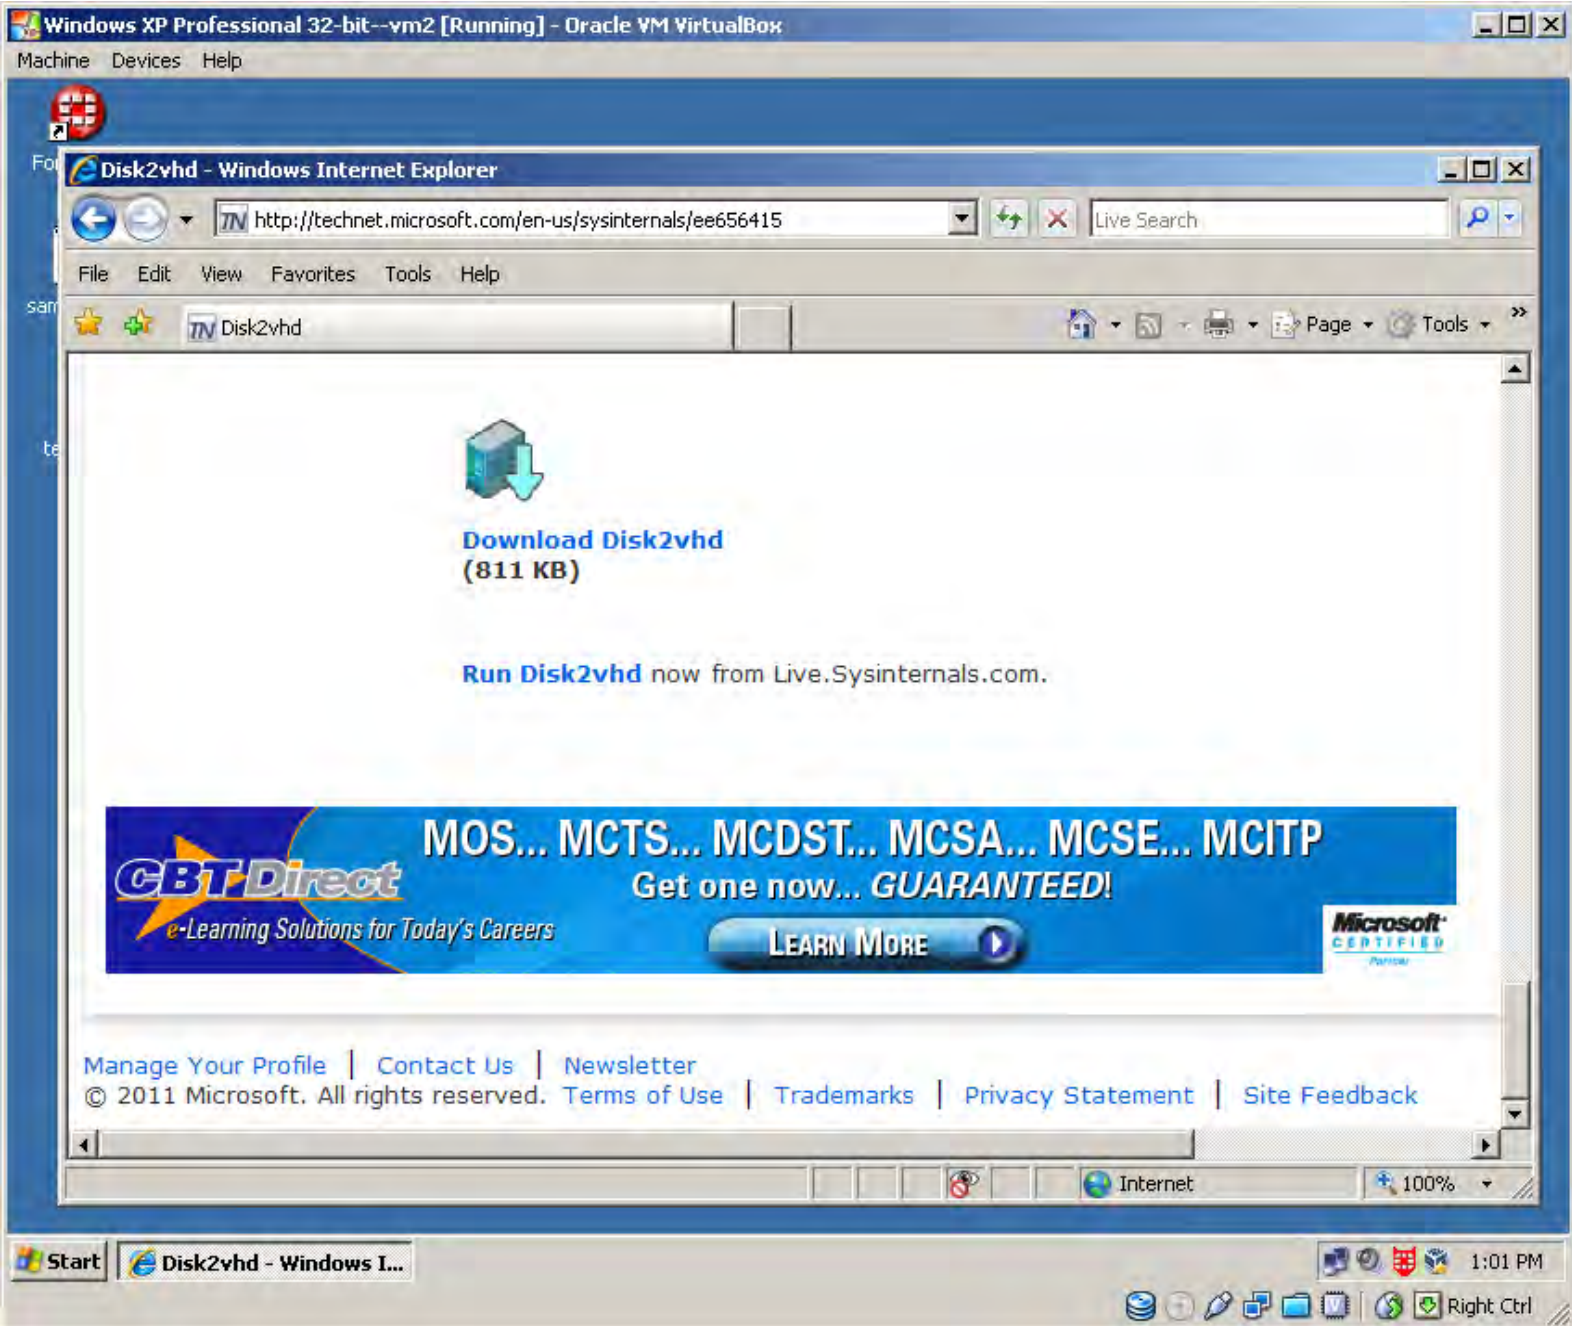 Windows XP Professional 32-bit--vm2 [Running] - Oracle VM VirtualBox
Machine Devices Help
For
Disk2vhd - Windows Internet Explorer
http://technet.microsoft.com/en-us/sysinternals/ee656415
Live Search
File Edit View Favorites Tools Help
sam
Disk2vhd
Page Tools
te
Download Disk2vhd
(811 KB)
Run Disk2vhd now from Live.Sysinternals.com.
MOS... MCTS... MCDST... MCSA... MCSE... MCITP
CBT Direct
Get one now... GUARANTEED!
e-Learning Solutions for Today's Careers
LEARN MORE
Microsoft
CERTIFIED
Partner
Manage Your Profile | Contact Us | Newsletter
© 2011 Microsoft. All rights reserved. Terms of Use | Trademarks | Privacy Statement | Site Feedback
Internet
100%
Start
Disk2vhd - Windows I...
1:01 PM
Right Ctrl